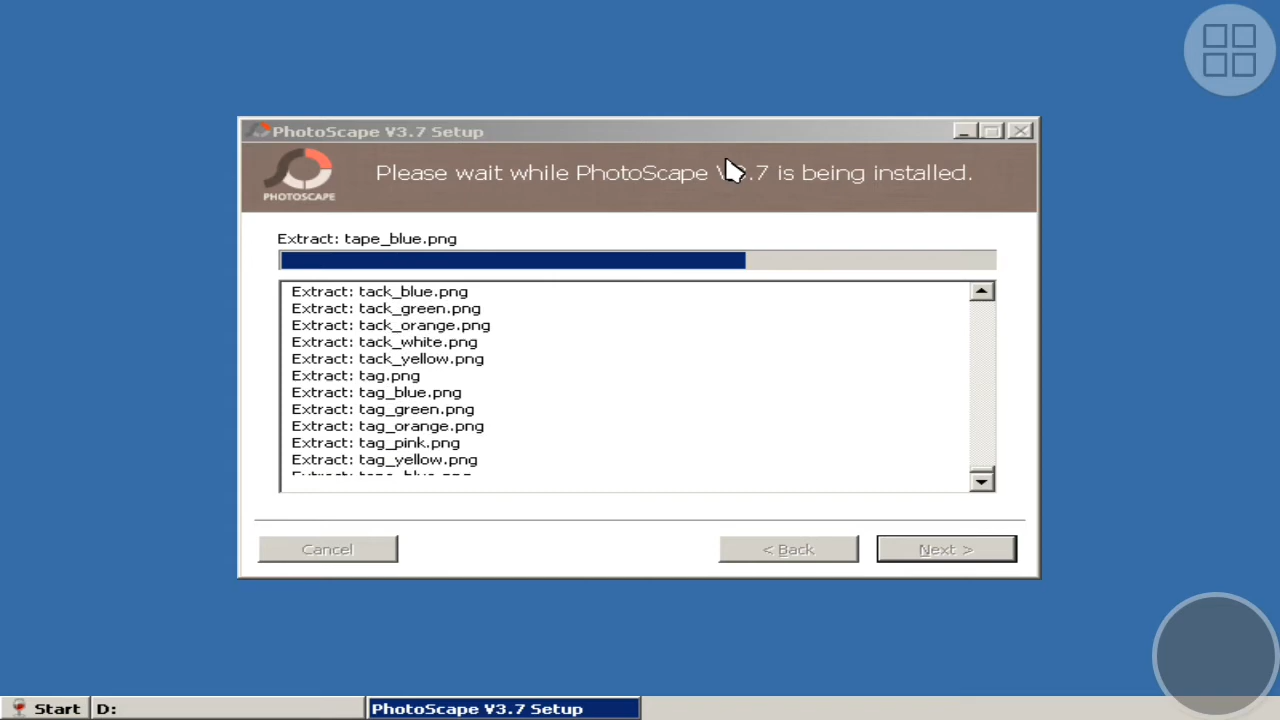 PhotoScape V3.7 Setup
PHOTOSCAPE
Please wait while PhotoScape V3.7 is being installed.
Extract: tape_blue.png
Extract: tack_blue.png
Extract: tack_green.png
Extract: tack_orange.png
Extract: tack_white.png
Extract: tack_yellow.png
Extract: tag.png
Extract: tag_blue.png
Extract: tag_green.png
Extract: tag_orange.png
Extract: tag_pink.png
Extract: tag_yellow.png
Extract: tape_blue.png
Cancel
< Back
Next >
Start
D:
PhotoScape V3.7 Setup